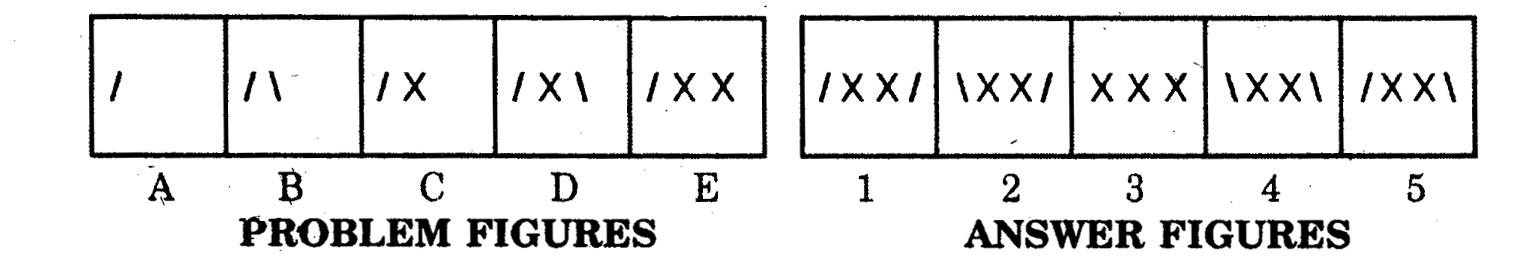 / /\ /X /X\ /XX /XX/ \XX/ XXX \XX\ /XX\
A B C D E 1 2 3 4 5
PROBLEM FIGURES ANSWER FIGURES